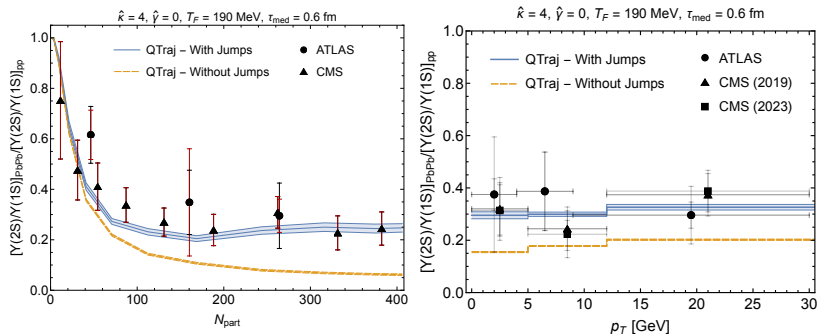 κ̂ = 4, γ̂ = 0, T_F = 190 MeV, τ_med = 0.6 fm
[Υ(2S)/Υ(1S)]_PbPb/[Υ(2S)/Υ(1S)]_pp
1.0
0.8
0.6
0.4
0.2
0.0
QTraj – With Jumps
QTraj – Without Jumps
ATLAS
CMS
0 100 200 300 400
N_part
κ̂ = 4, γ̂ = 0, T_F = 190 MeV, τ_med = 0.6 fm
[Υ(2S)/Υ(1S)]_PbPb/[Υ(2S)/Υ(1S)]_pp
1.0
0.8
0.6
0.4
0.2
0.0
QTraj – With Jumps
QTraj – Without Jumps
ATLAS
CMS (2019)
CMS (2023)
0 5 10 15 20 25 30
p_T [GeV]